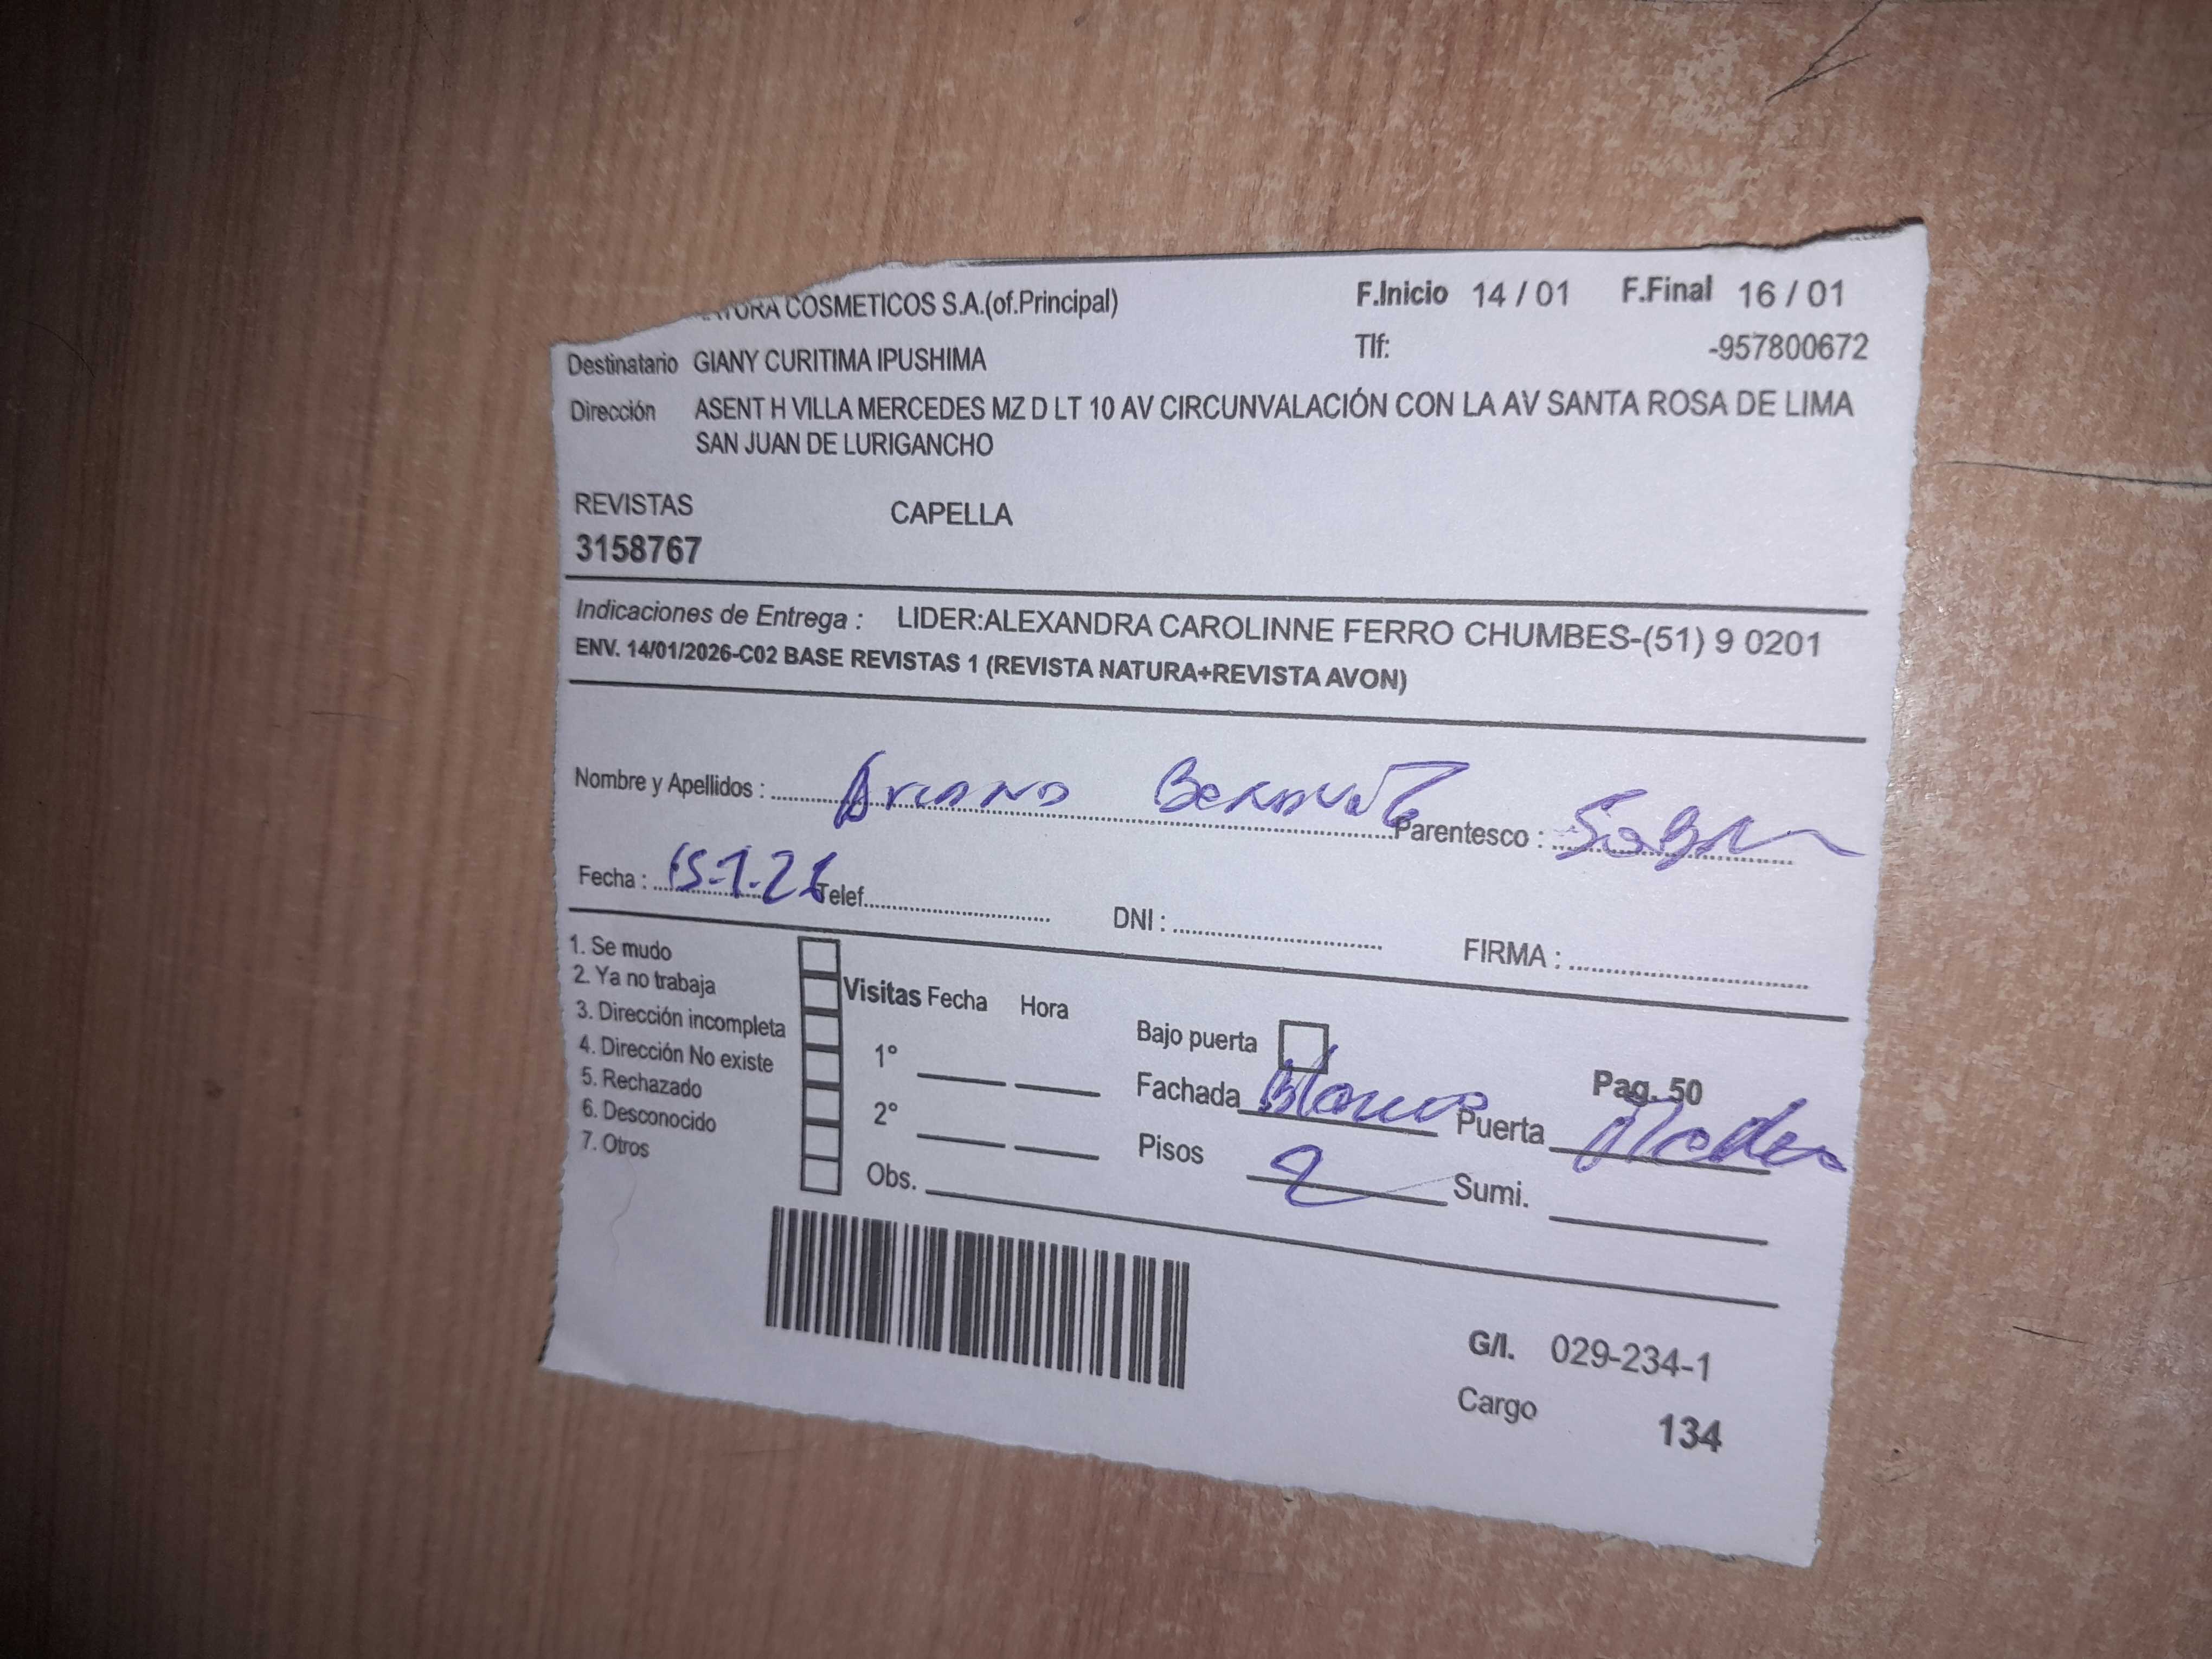 COSMETICOS S.A.(of.Principal) F.Inicio 14 / 01 F.Final 16 / 01
Tlf: -957800672
Destinatario GIANY CURITIMA IPUSHIMA
Dirección ASENT H VILLA MERCEDES MZ D LT 10 AV CIRCUNVALACIÓN CON LA AV SANTA ROSA DE LIMA
SAN JUAN DE LURIGANCHO
REVISTAS CAPELLA
3158767
Indicaciones de Entrega : LIDER:ALEXANDRA CAROLINNE FERRO CHUMBES-(51) 9 0201
ENV. 14/01/2026-C02 BASE REVISTAS 1 (REVISTA NATURA+REVISTA AVON)
Nombre y Apellidos : Parentesco :
Fecha : 15-1-26 Telef. DNI : FIRMA :
1. Se mudo
2. Ya no trabaja
3. Dirección incompleta
4. Dirección No existe
5. Rechazado
6. Desconocido
7. Otros
Visitas Fecha Hora
1°
2°
Obs.
Bajo puerta
Pag. 50
Fachada Blanco Puerta
Pisos 2 Sumi.
G/I. 029-234-1
Cargo 134